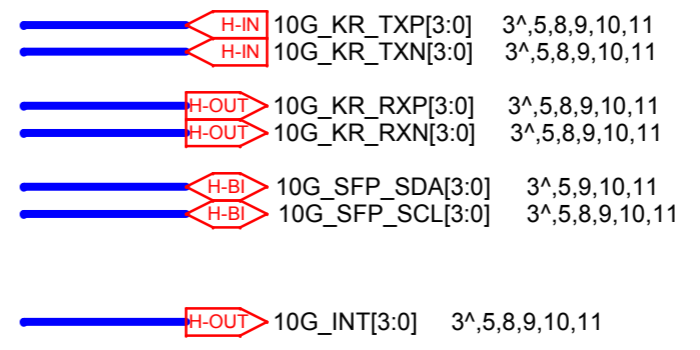 H-IN 10G_KR_TXP[3:0] 3^,5,8,9,10,11
H-IN 10G_KR_TXN[3:0] 3^,5,8,9,10,11
H-OUT 10G_KR_RXP[3:0] 3^,5,8,9,10,11
H-OUT 10G_KR_RXN[3:0] 3^,5,8,9,10,11
H-BI 10G_SFP_SDA[3:0] 3^,5,9,10,11
H-BI 10G_SFP_SCL[3:0] 3^,5,8,9,10,11
H-OUT 10G_INT[3:0] 3^,5,8,9,10,11